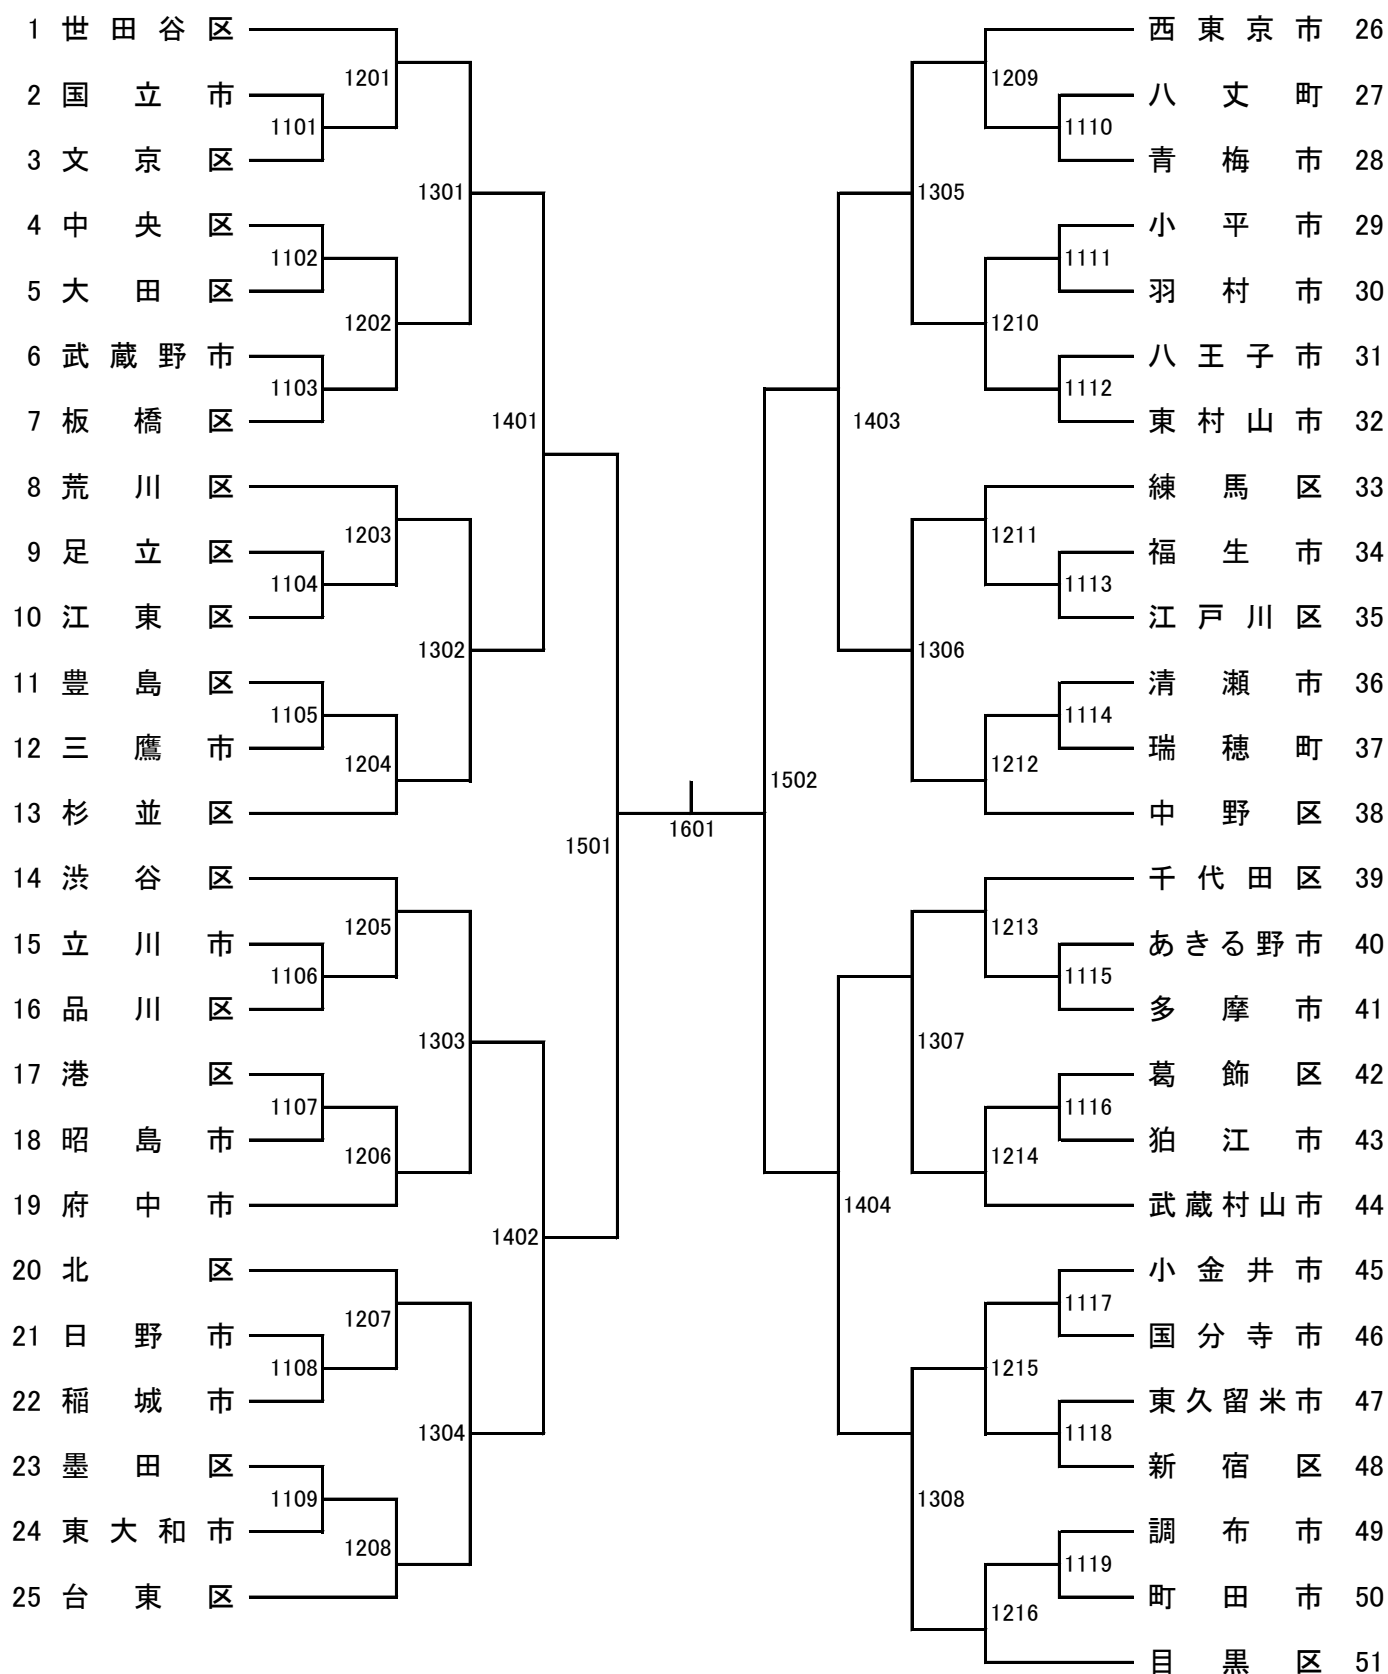 1 世田谷区
1201
2 国立市
1101
3 文京区
1301
4 中央区
1102
5 大田区
1202
6 武蔵野市
1103
7 板橋区
1401
8 荒川区
1203
9 足立区
1104
10 江東区
1302
11 豊島区
1105
12 三鷹市
1204
13 杉並区
1501
14 渋谷区
1205
15 立川市
1106
16 品川区
1303
17 港区
1107
18 昭島市
1206
19 府中市
1402
20 北区
1207
21 日野市
1108
22 稲城市
1304
23 墨田区
1109
24 東大和市
1208
25 台東区
1601
西東京市 26
1209
八丈町 27
1110
青梅市 28
1305
小平市 29
1111
羽村市 30
1210
八王子市 31
1112
東村山市 32
1403
練馬区 33
1211
福生市 34
1113
江戸川区 35
1306
清瀬市 36
1114
瑞穂町 37
1212
1502
中野区 38
千代田区 39
1213
あきる野市 40
1115
多摩市 41
1307
葛飾区 42
1116
狛江市 43
1214
武蔵村山市 44
1404
小金井市 45
1117
国分寺市 46
1215
東久留米市 47
1118
新宿区 48
1308
調布市 49
1119
町田市 50
1216
目黒区 51